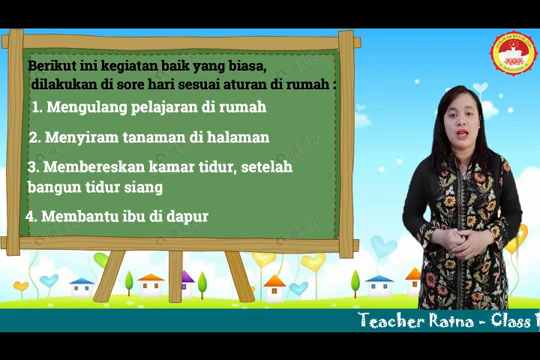 Berikut ini kegiatan baik yang biasa,
dilakukan di sore hari sesuai aturan di rumah :
1. Mengulang pelajaran di rumah
2. Menyiram tanaman di halaman
3. Membereskan kamar tidur, setelah
bangun tidur siang
4. Membantu ibu di dapur
Teacher Ratna - Class